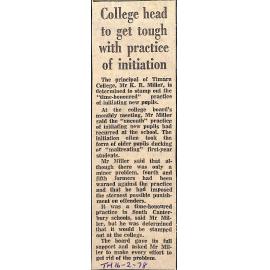 College head
to get tough
with practice
of initiation
The principal of Timaru
College, Mr K. R. Miller, is
determined to stamp out the
"time-honoured" practice
of initiating new pupils.
At the college board's
monthly meeting, Mr Miller
said the "uncouth" practice
of initiating new pupils had
recurred at the school. The
initiation often took the
form of older pupils ducking
or "maltreating" first-year
students.
Mr Miller said that al-
though there was only a
minor problem, fourth and
fifth formers had been
warned against the practice
and that he had imposed
the sternest possible punish-
ment on offenders.
It was a time-honoured
practice in South Canter-
bury schools, said Mr Mil-
ler, but he was determined
that it would be stamped
out at the college.
The board gave its full
support and asked Mr Mil-
ler to make every effort to
get rid of the problem.
TH 16-2-78